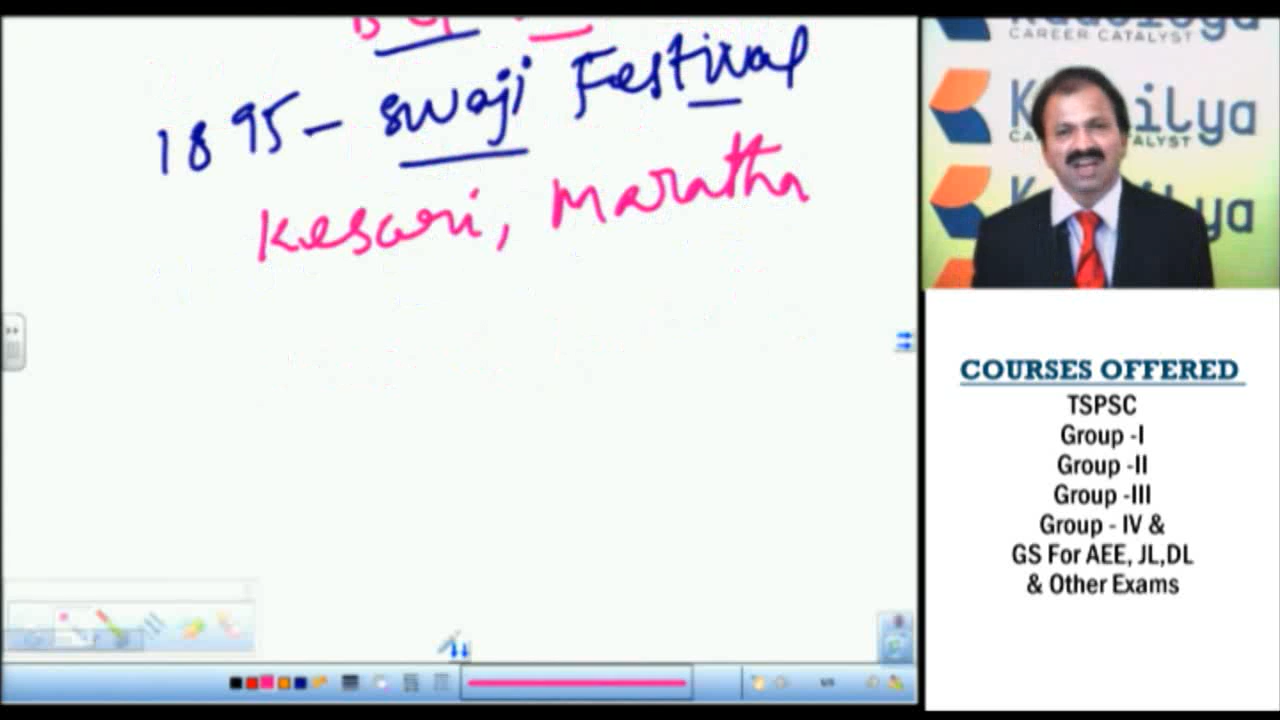 1895 - Swaji Festival
Kesari, Maratha
CAREER CATALYST
Kautilya
COURSES OFFERED
TSPSC
Group -I
Group -II
Group -III
Group - IV &
GS For AEE, JL,DL
& Other Exams